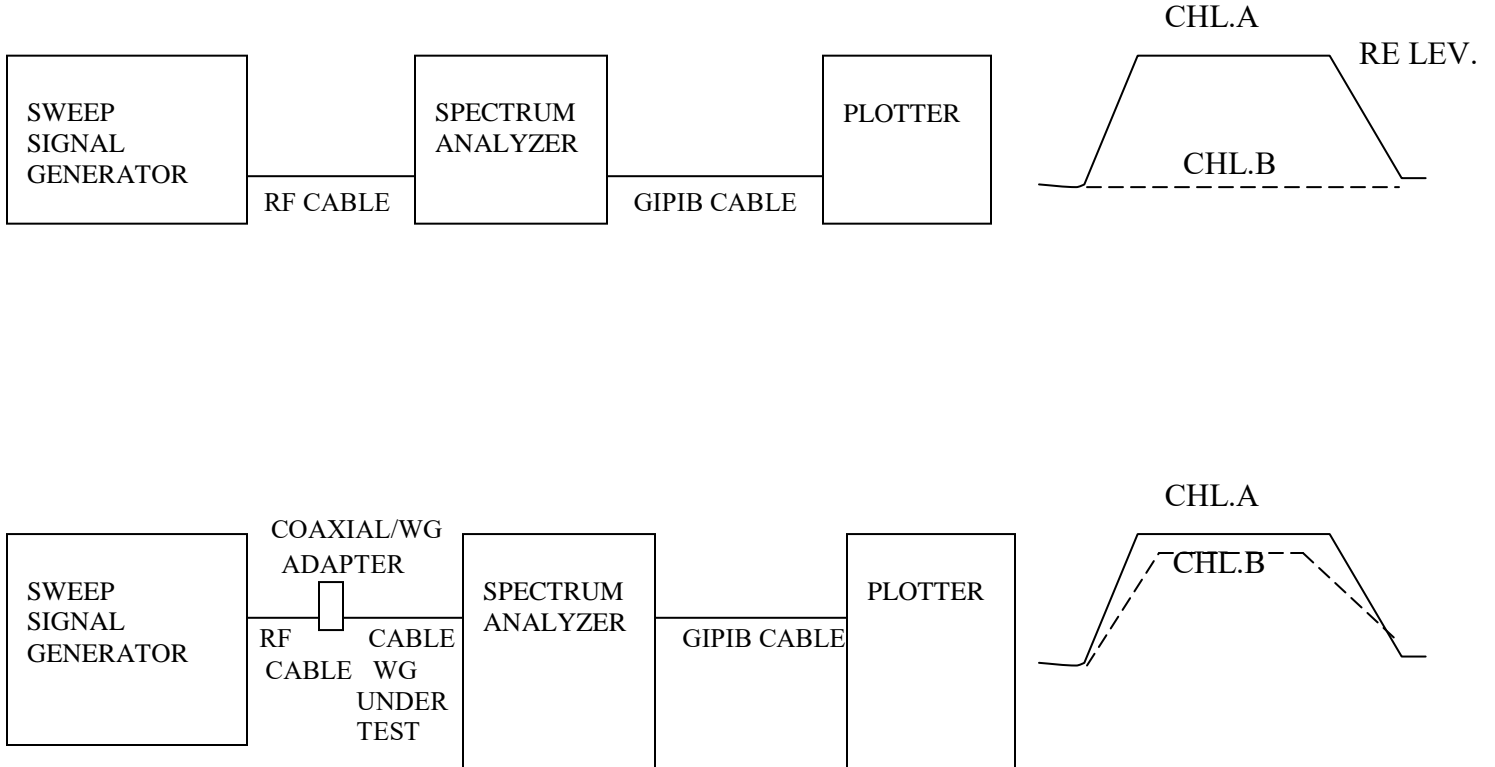 CHL.A
RE LEV.
SWEEP
SIGNAL
GENERATOR
RF CABLE
SPECTRUM
ANALYZER
GIPIB CABLE
PLOTTER
CHL.B
COAXIAL/WG
ADAPTER
SWEEP
SIGNAL
GENERATOR
RF
CABLE
CABLE
WG
UNDER
TEST
SPECTRUM
ANALYZER
GIPIB CABLE
PLOTTER
CHL.A
CHL.B